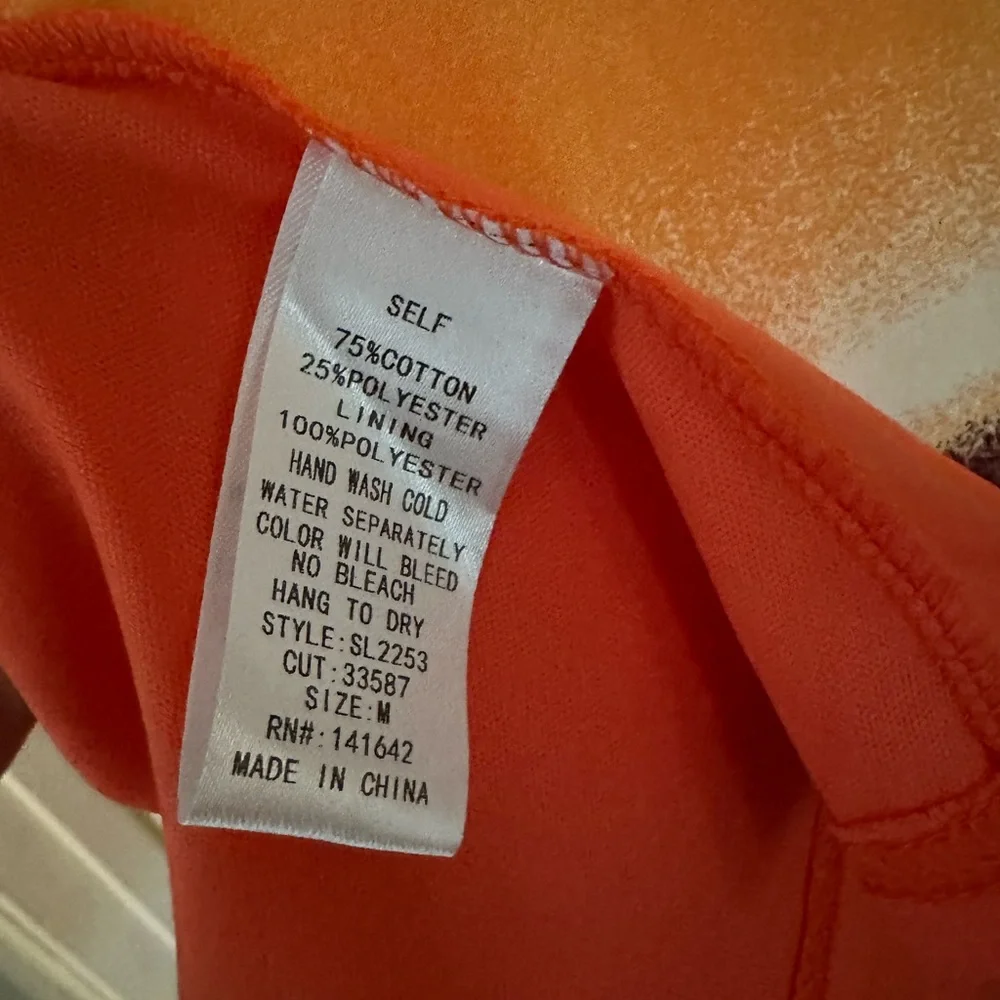 SELF
75%COTTON
25%POLYESTER
LINING
100%POLYESTER
HAND WASH COLD
WATER SEPARATELY
COLOR WILL BLEED
NO BLEACH
HANG TO DRY
STYLE:SL2253
CUT:33587
SIZE:M
RN#:141642
MADE IN CHINA